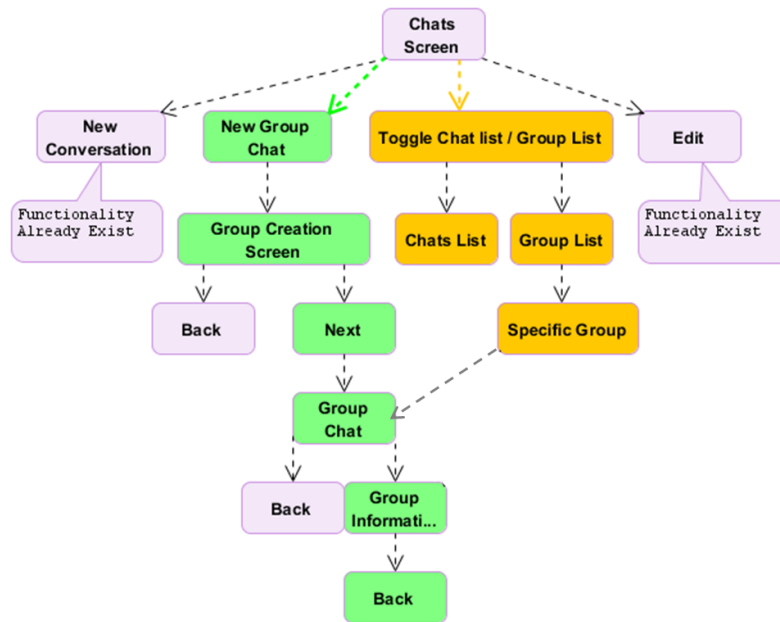 Chats
Screen
New
Conversation
New Group
Chat
Toggle Chat list / Group List
Edit
Functionality
Already Exist
Functionality
Already Exist
Group Creation
Screen
Chats List
Group List
Back
Next
Specific Group
Group
Chat
Back
Group
Informati...
Back